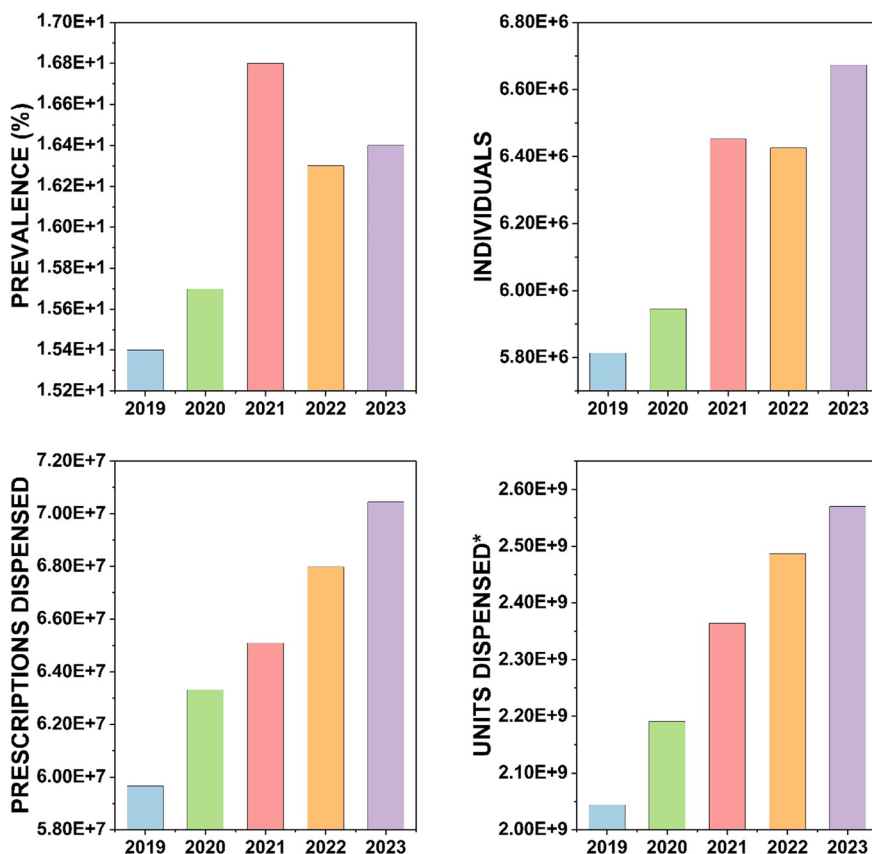 PREVALENCE (%)
1.70E+1
1.68E+1
1.66E+1
1.64E+1
1.62E+1
1.60E+1
1.58E+1
1.56E+1
1.54E+1
1.52E+1
2019 2020 2021 2022 2023
INDIVIDUALS
6.80E+6
6.60E+6
6.40E+6
6.20E+6
6.00E+6
5.80E+6
2019 2020 2021 2022 2023
PRESCRIPTIONS DISPENSED
7.20E+7
7.00E+7
6.80E+7
6.60E+7
6.40E+7
6.20E+7
6.00E+7
5.80E+7
2019 2020 2021 2022 2023
UNITS DISPENSED*
2.60E+9
2.50E+9
2.40E+9
2.30E+9
2.20E+9
2.10E+9
2.00E+9
2019 2020 2021 2022 2023